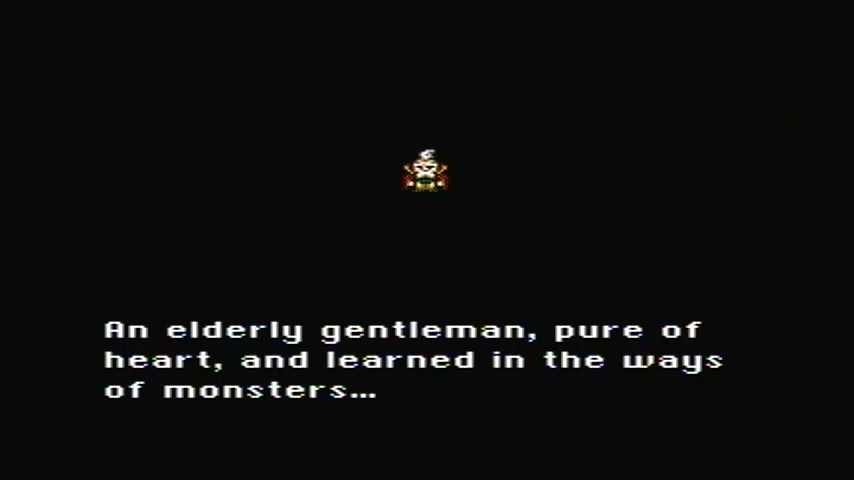 An elderly gentleman, pure of
heart, and learned in the ways
of monsters...